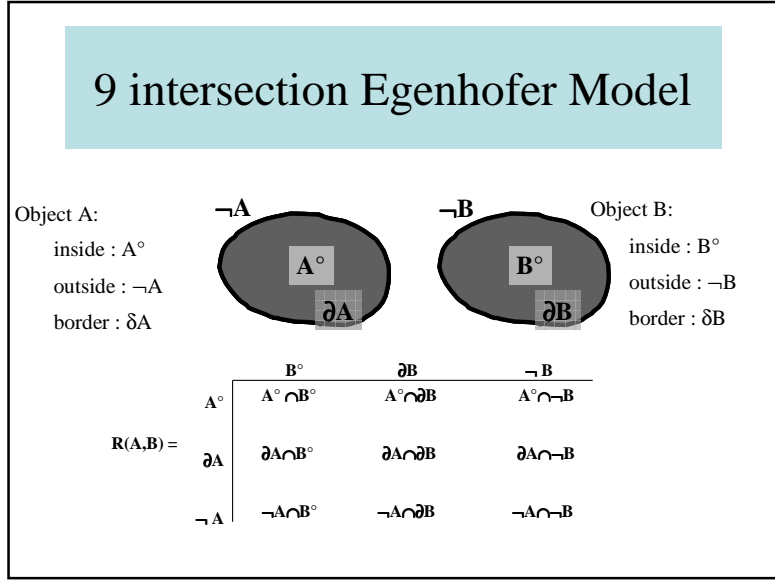 9 intersection Egenhofer Model
Object A:
inside : A°
outside : ¬A
border : δA
¬A
A°
∂A
¬B
B°
∂B
Object B:
inside : B°
outside : ¬B
border : δB
B° ∂B ¬ B
A° A° ∩B° A°∩∂B A°∩¬B
R(A,B) =
∂A ∂A∩B° ∂A∩∂B ∂A∩¬B
¬ A ¬A∩B° ¬A∩∂B ¬A∩¬B